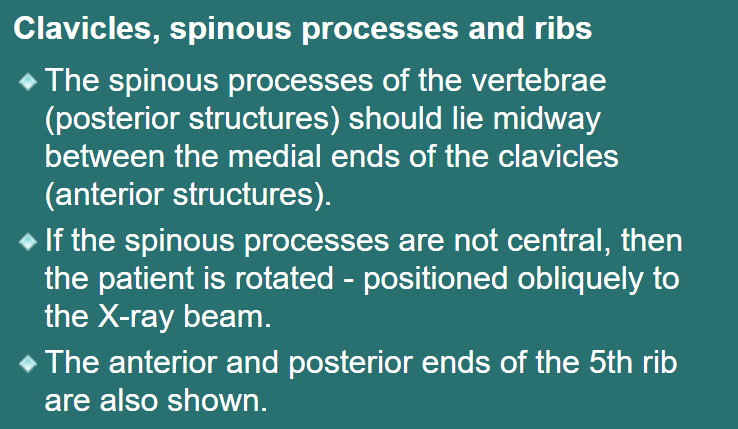 Clavicles, spinous processes and ribs
The spinous processes of the vertebrae
(posterior structures) should lie midway
between the medial ends of the clavicles
(anterior structures).
If the spinous processes are not central, then
the patient is rotated - positioned obliquely to
the X-ray beam.
The anterior and posterior ends of the 5th rib
are also shown.